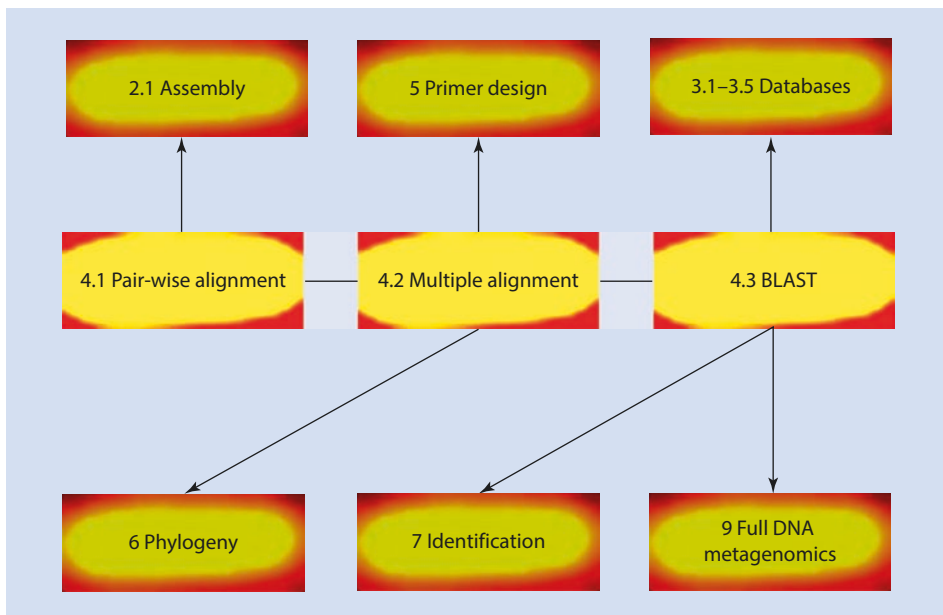 2.1 Assembly
5 Primer design
3.1–3.5 Databases
4.1 Pair-wise alignment
4.2 Multiple alignment
4.3 BLAST
6 Phylogeny
7 Identification
9 Full DNA
metagenomics